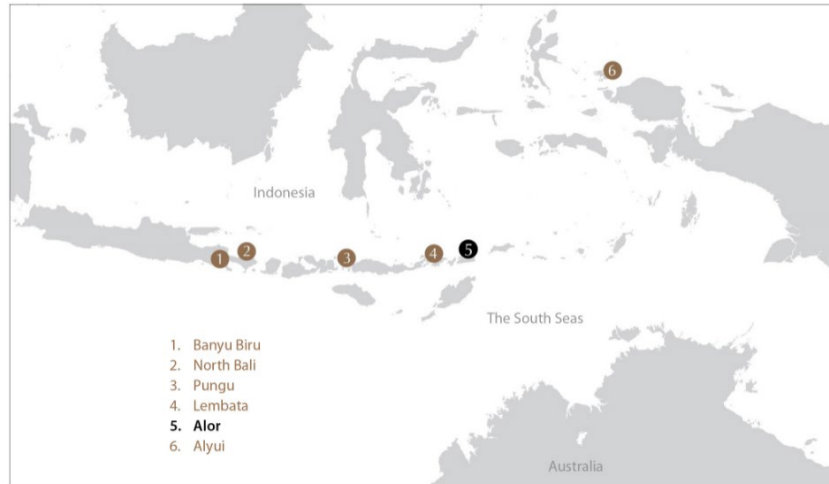 6
Indonesia
1
2
3
4
5
The South Seas
1. Banyu Biru
2. North Bali
3. Pungu
4. Lembata
5. Alor
6. Alyui
Australia